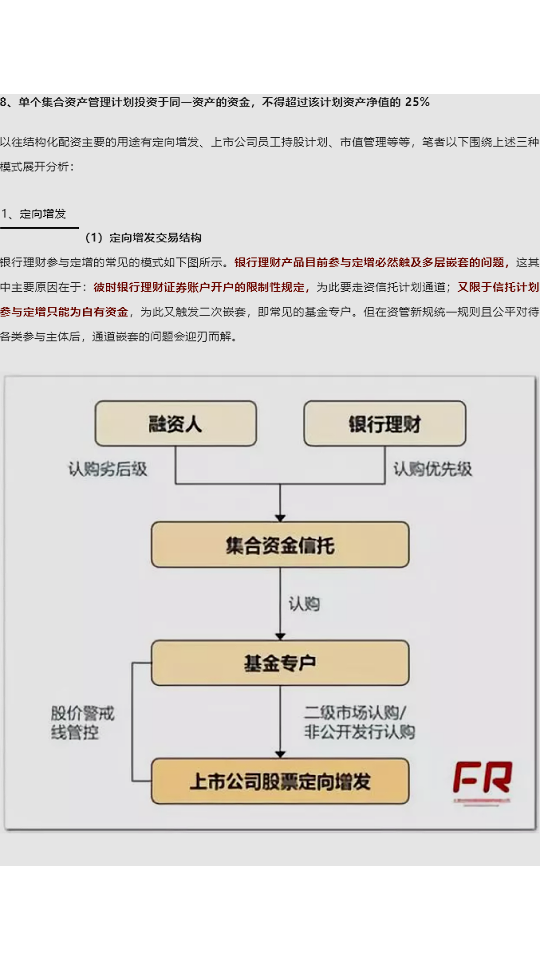 8、单个集合资产管理计划投资于同一资产的资金，不得超过该计划资产净值的 25%
以往结构化配资主要的用途有定向增发、上市公司员工持股计划、市值管理等等，笔者以下围绕上述三种
模式展开分析：
1、定向增发
（1）定向增发交易结构
银行理财参与定增的常见的模式如下图所示。银行理财产品目前参与定增必然触及多层嵌套的问题，这其
中主要原因在于：彼时银行理财证券账户开户的限制性规定，为此要走资信托计划通道；又限于信托计划
参与定增只能为自有资金，为此又触发二次嵌套，即常见的基金专户。但在资管新规统一规则且公平对待
各类参与主体后，通道嵌套的问题会迎刃而解。
融资人
银行理财
认购劣后级
认购优先级
集合资金信托
认购
基金专户
股价警戒
线管控
二级市场认购/
非公开发行认购
上市公司股票定向增发
FR